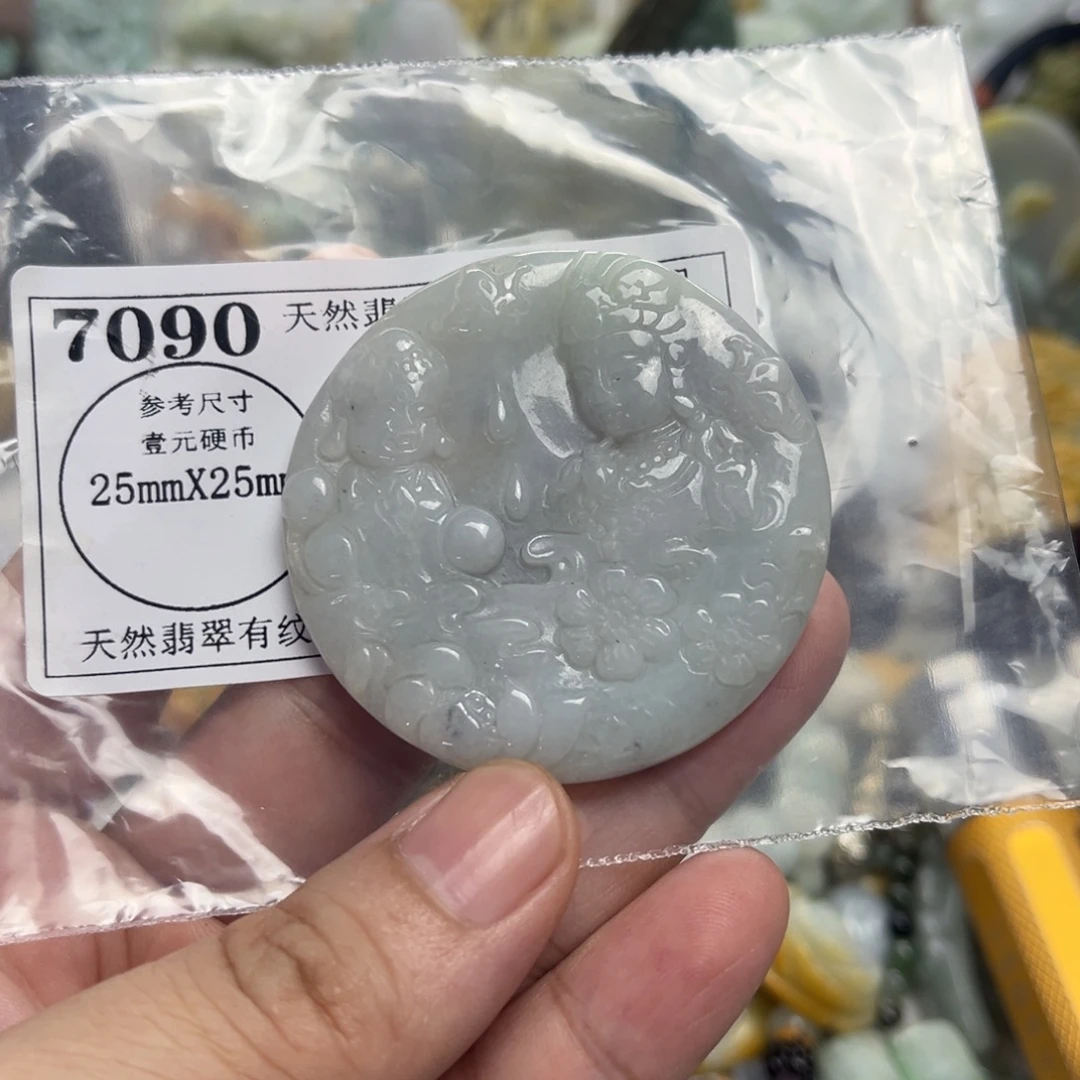 7090 天然翡
参考尺寸
壹元硬币
25mmX25m
天然翡翠有纹